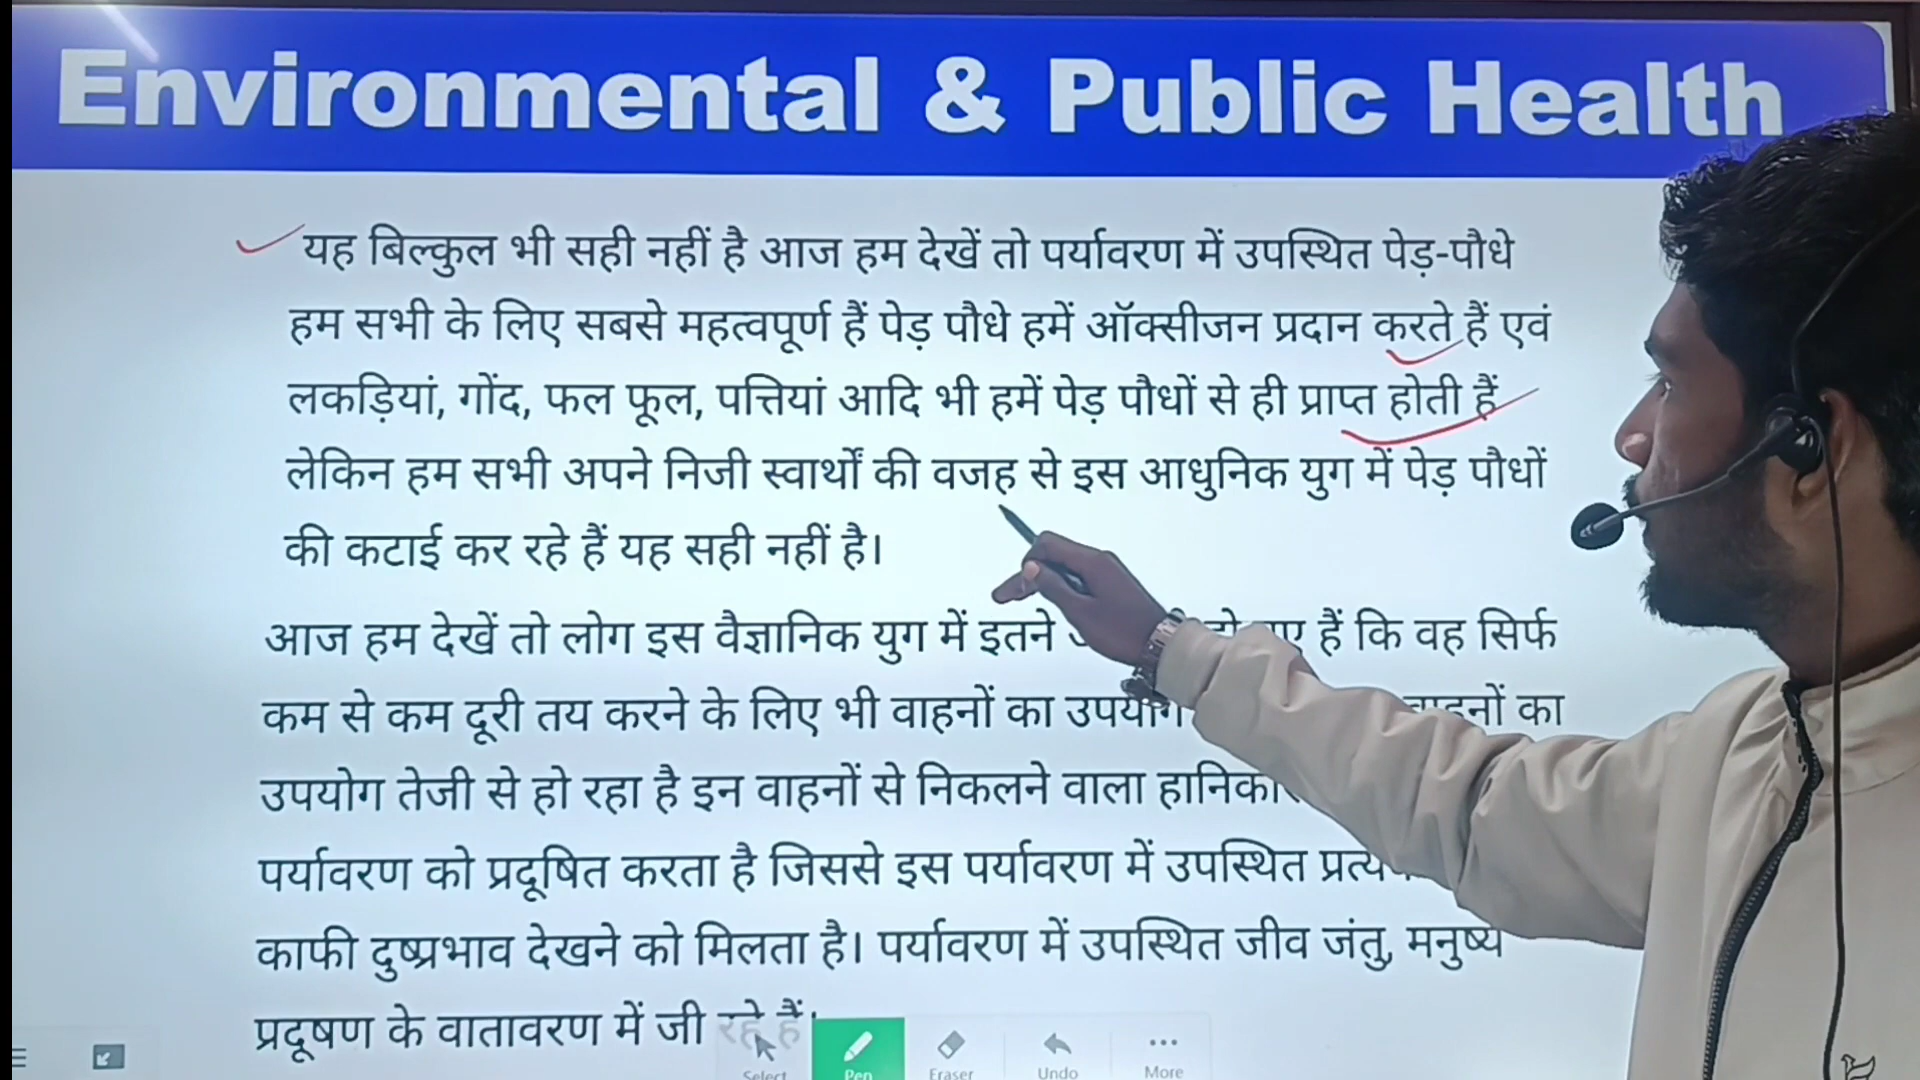 Environmental & Public Health
यह बिल्कुल भी सही नहीं है आज हम देखें तो पर्यावरण में उपस्थित पेड़-पौधे
हम सभी के लिए सबसे महत्वपूर्ण हैं पेड़ पौधे हमें ऑक्सीजन प्रदान करते हैं एवं
लकड़ियां, गोंद, फल फूल, पत्तियां आदि भी हमें पेड़ पौधों से ही प्राप्त होती हैं
लेकिन हम सभी अपने निजी स्वार्थों की वजह से इस आधुनिक युग में पेड़ पौधों
की कटाई कर रहे हैं यह सही नहीं है।
आज हम देखें तो लोग इस वैज्ञानिक युग में इतने हैं कि वह सिर्फ
कम से कम दूरी तय करने के लिए भी वाहनों का उपयोग वाहनों का
उपयोग तेजी से हो रहा है इन वाहनों से निकलने वाला
पर्यावरण को प्रदूषित करता है जिससे इस पर्यावरण में उपस्थित
काफी दुष्प्रभाव देखने को मिलता है। पर्यावरण में उपस्थित जीव जंतु, मनुष्य
प्रदूषण के वातावरण में जी रहे हैं।
Select Pen Eraser Undo More